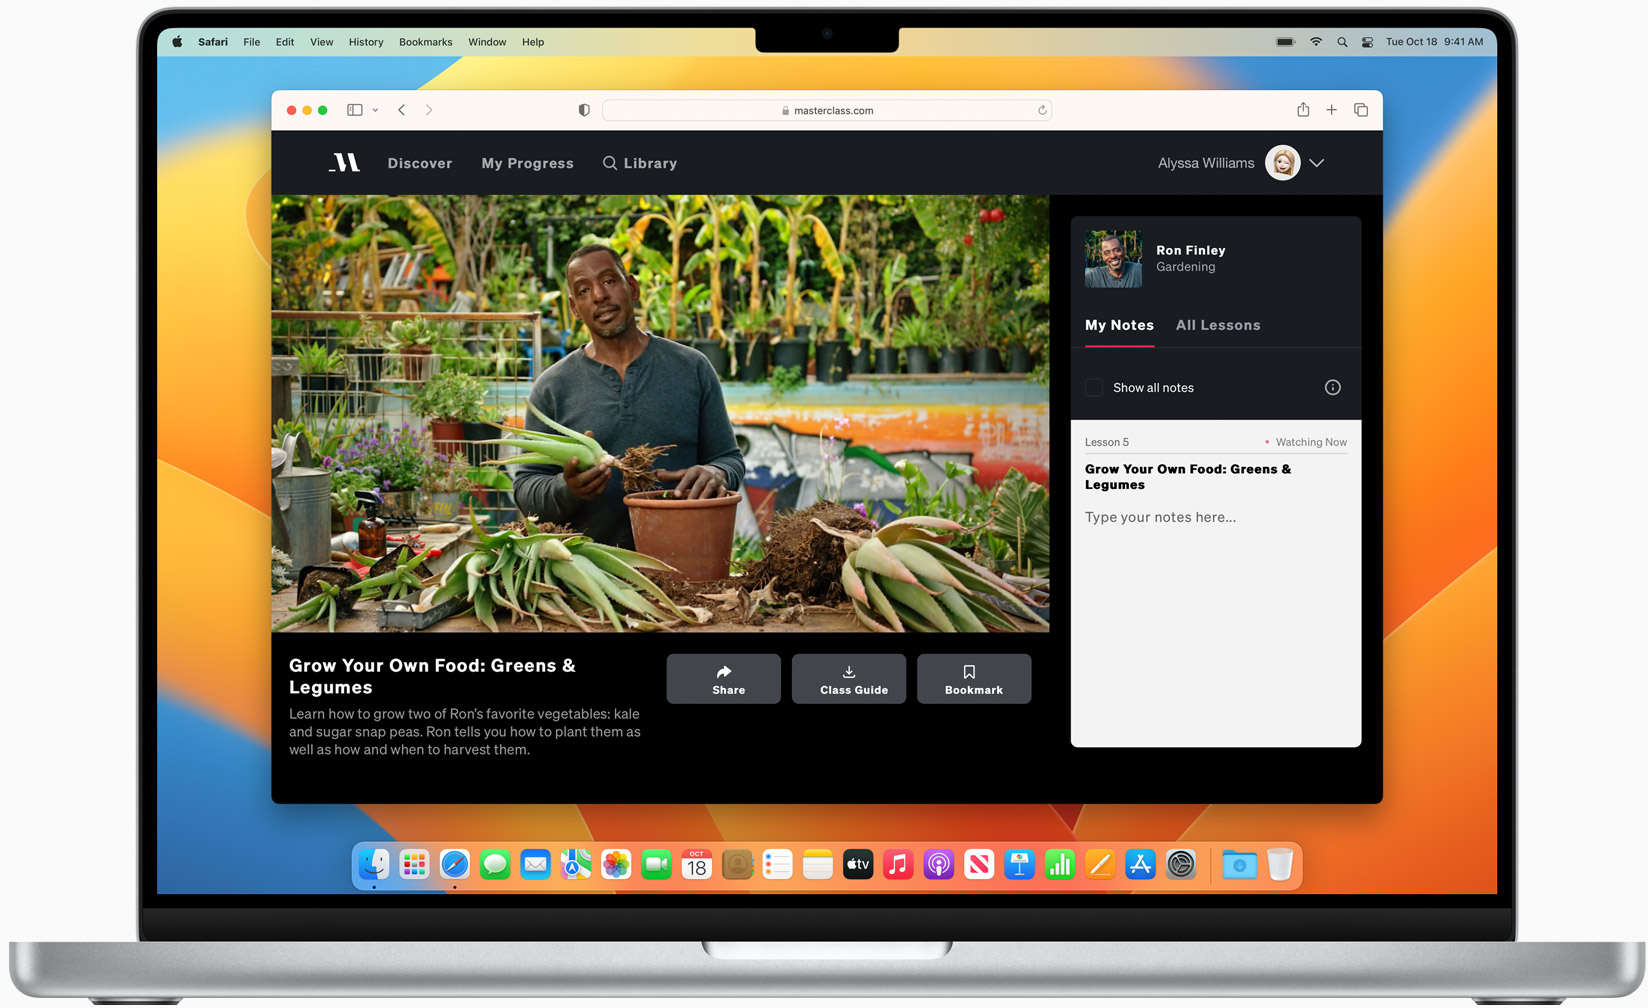 Safari File Edit View History Bookmarks Window Help
Tue Oct 18 9:41 AM
masterclass.com
Discover My Progress Library
Alyssa Williams
Ron Finley
Gardening
My Notes All Lessons
Show all notes
Lesson 5
Watching Now
Grow Your Own Food: Greens &
Legumes
Type your notes here...
Grow Your Own Food: Greens &
Legumes
Learn how to grow two of Ron's favorite vegetables: kale
and sugar snap peas. Ron tells you how to plant them as
well as how and when to harvest them.
Share
Class Guide
Bookmark
OCT
18
tv